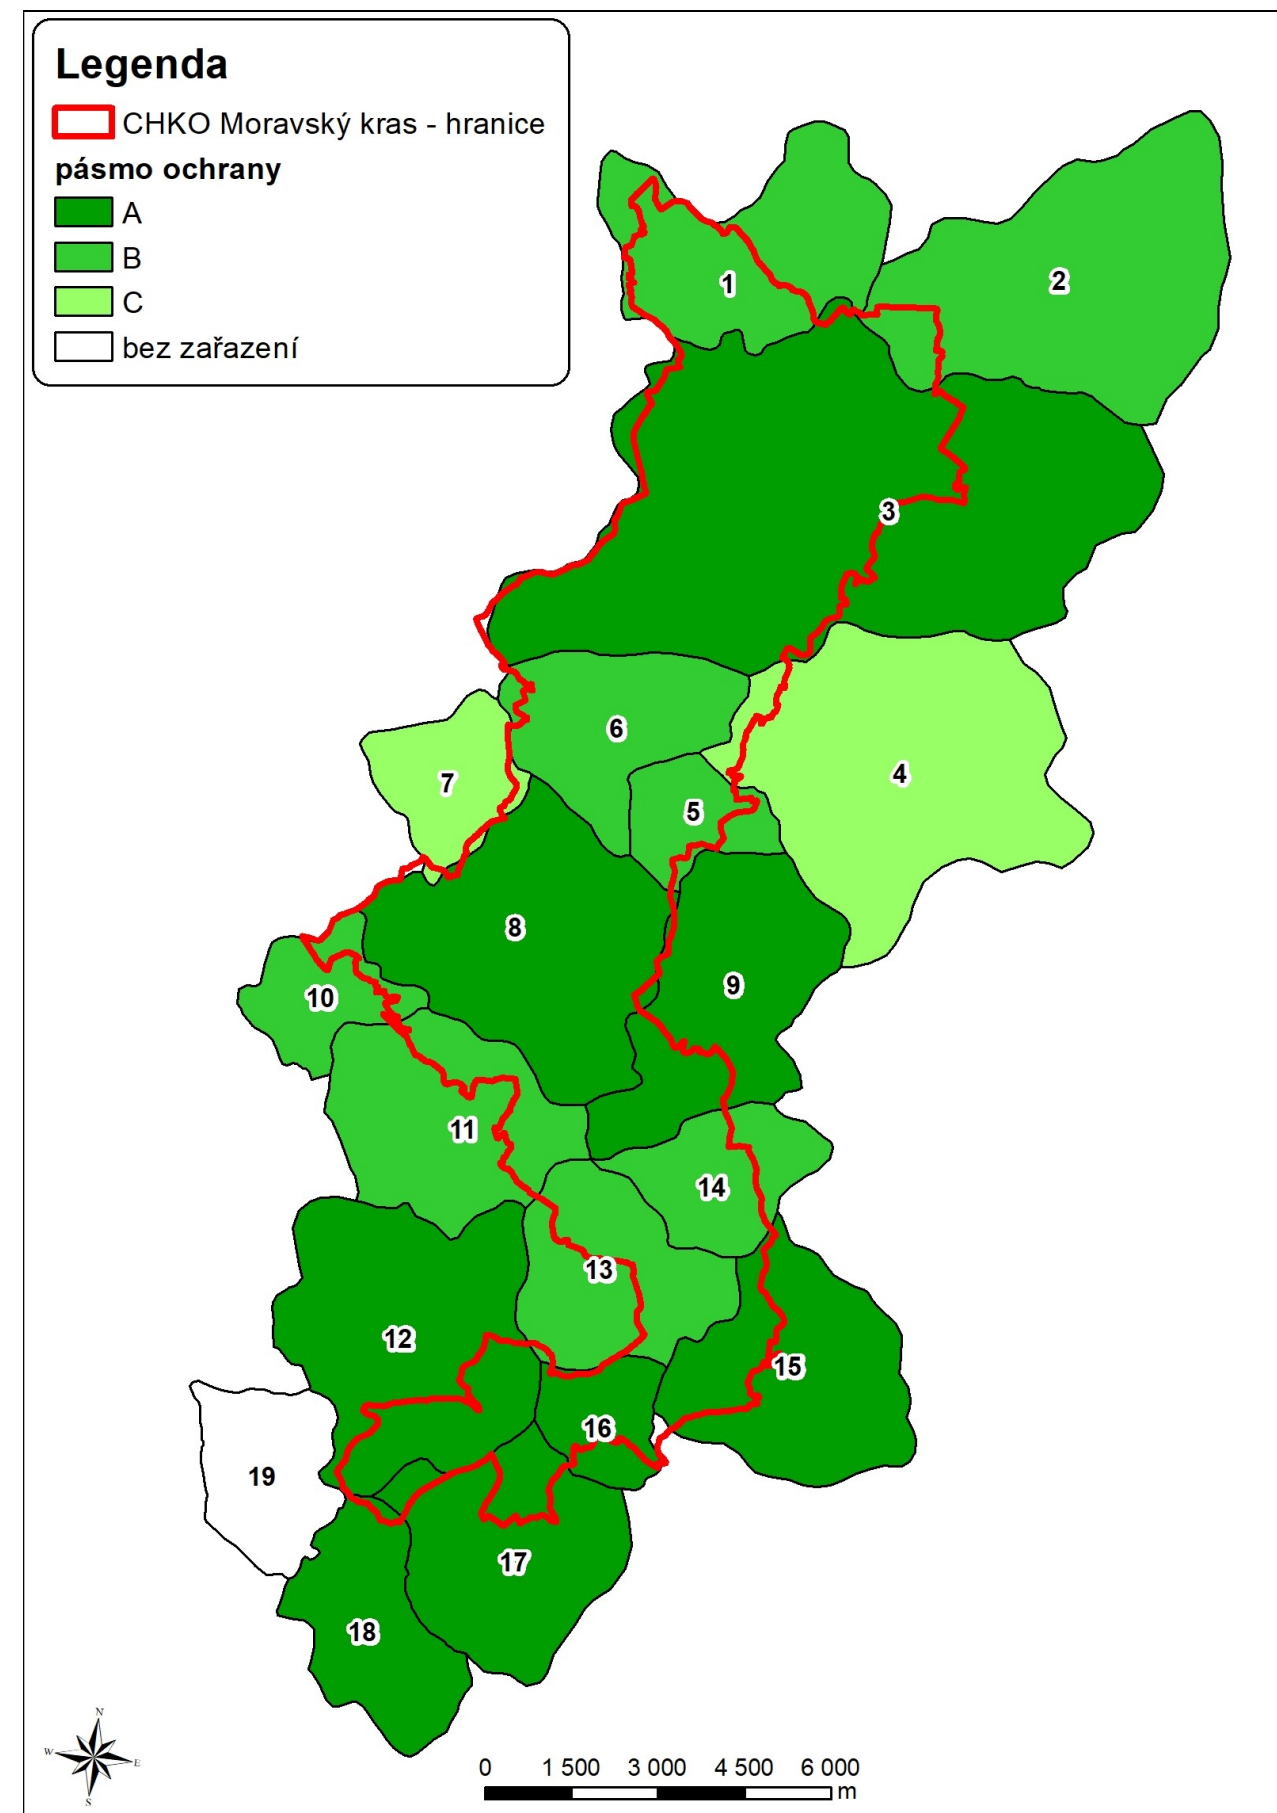 Legenda
CHKO Moravský kras - hranice
pásmo ochrany
A
B
C
bez zařazení
1
2
3
4
5
6
7
8
9
10
11
12
13
14
15
16
17
18
19
N
W
E
S
0 1 500 3 000 4 500 6 000
m